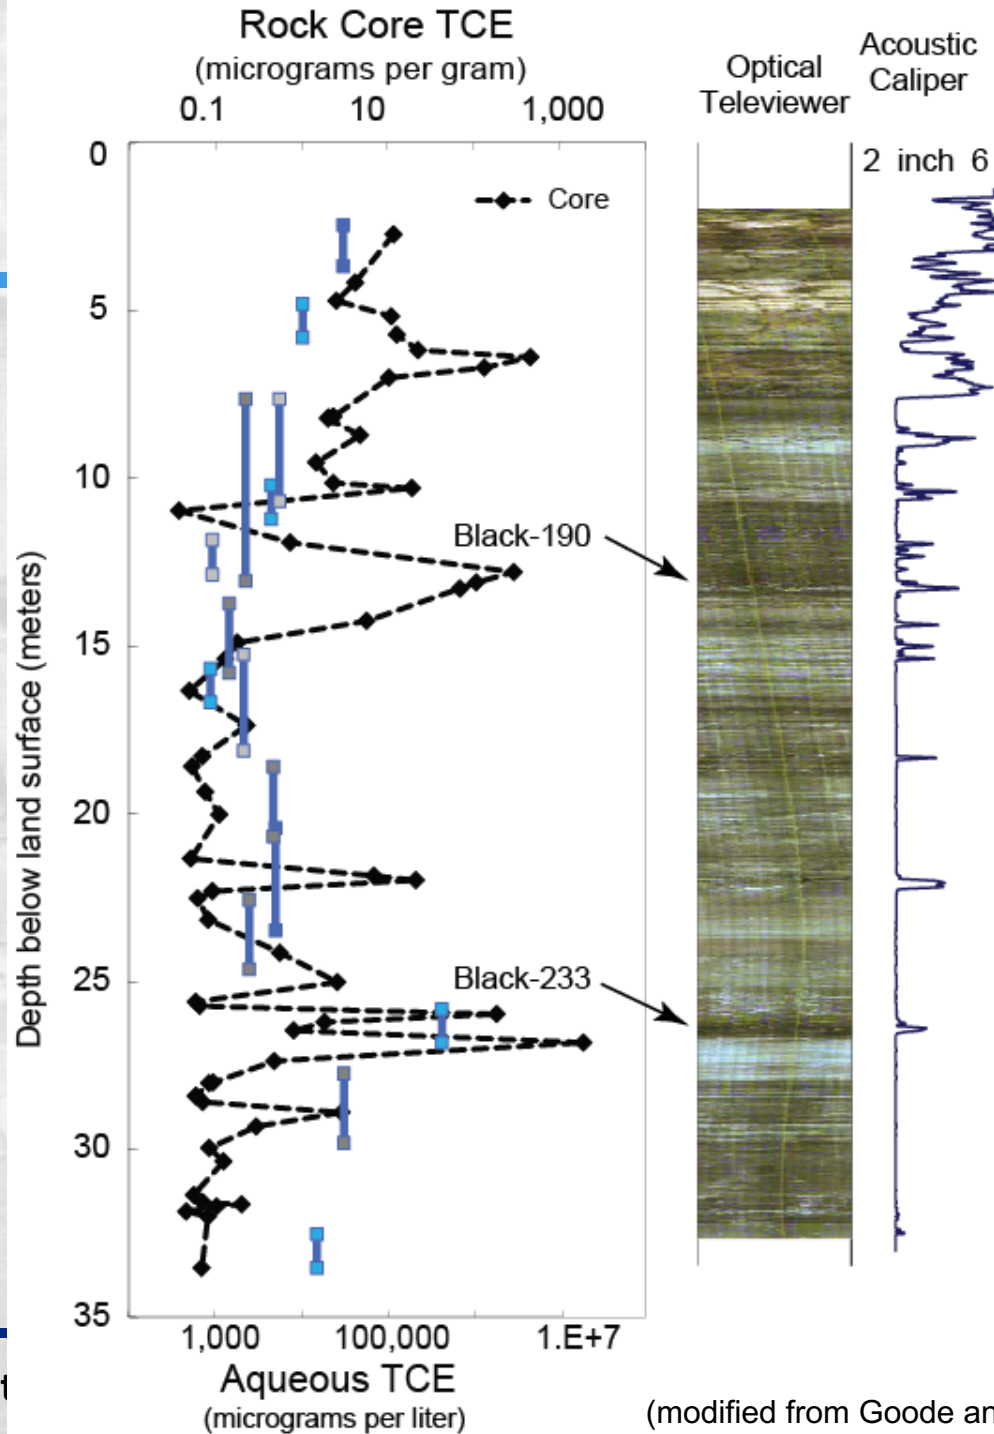 Rock Core TCE
(micrograms per gram)
0.1 10 1,000
Optical
Televiewer
Acoustic
Caliper
2 inch 6
Core
0
5
10
15
20
25
30
35
Depth below land surface (meters)
Black-190
Black-233
1,000 100,000 1.E+7
Aqueous TCE
(micrograms per liter)
(modified from Goode an